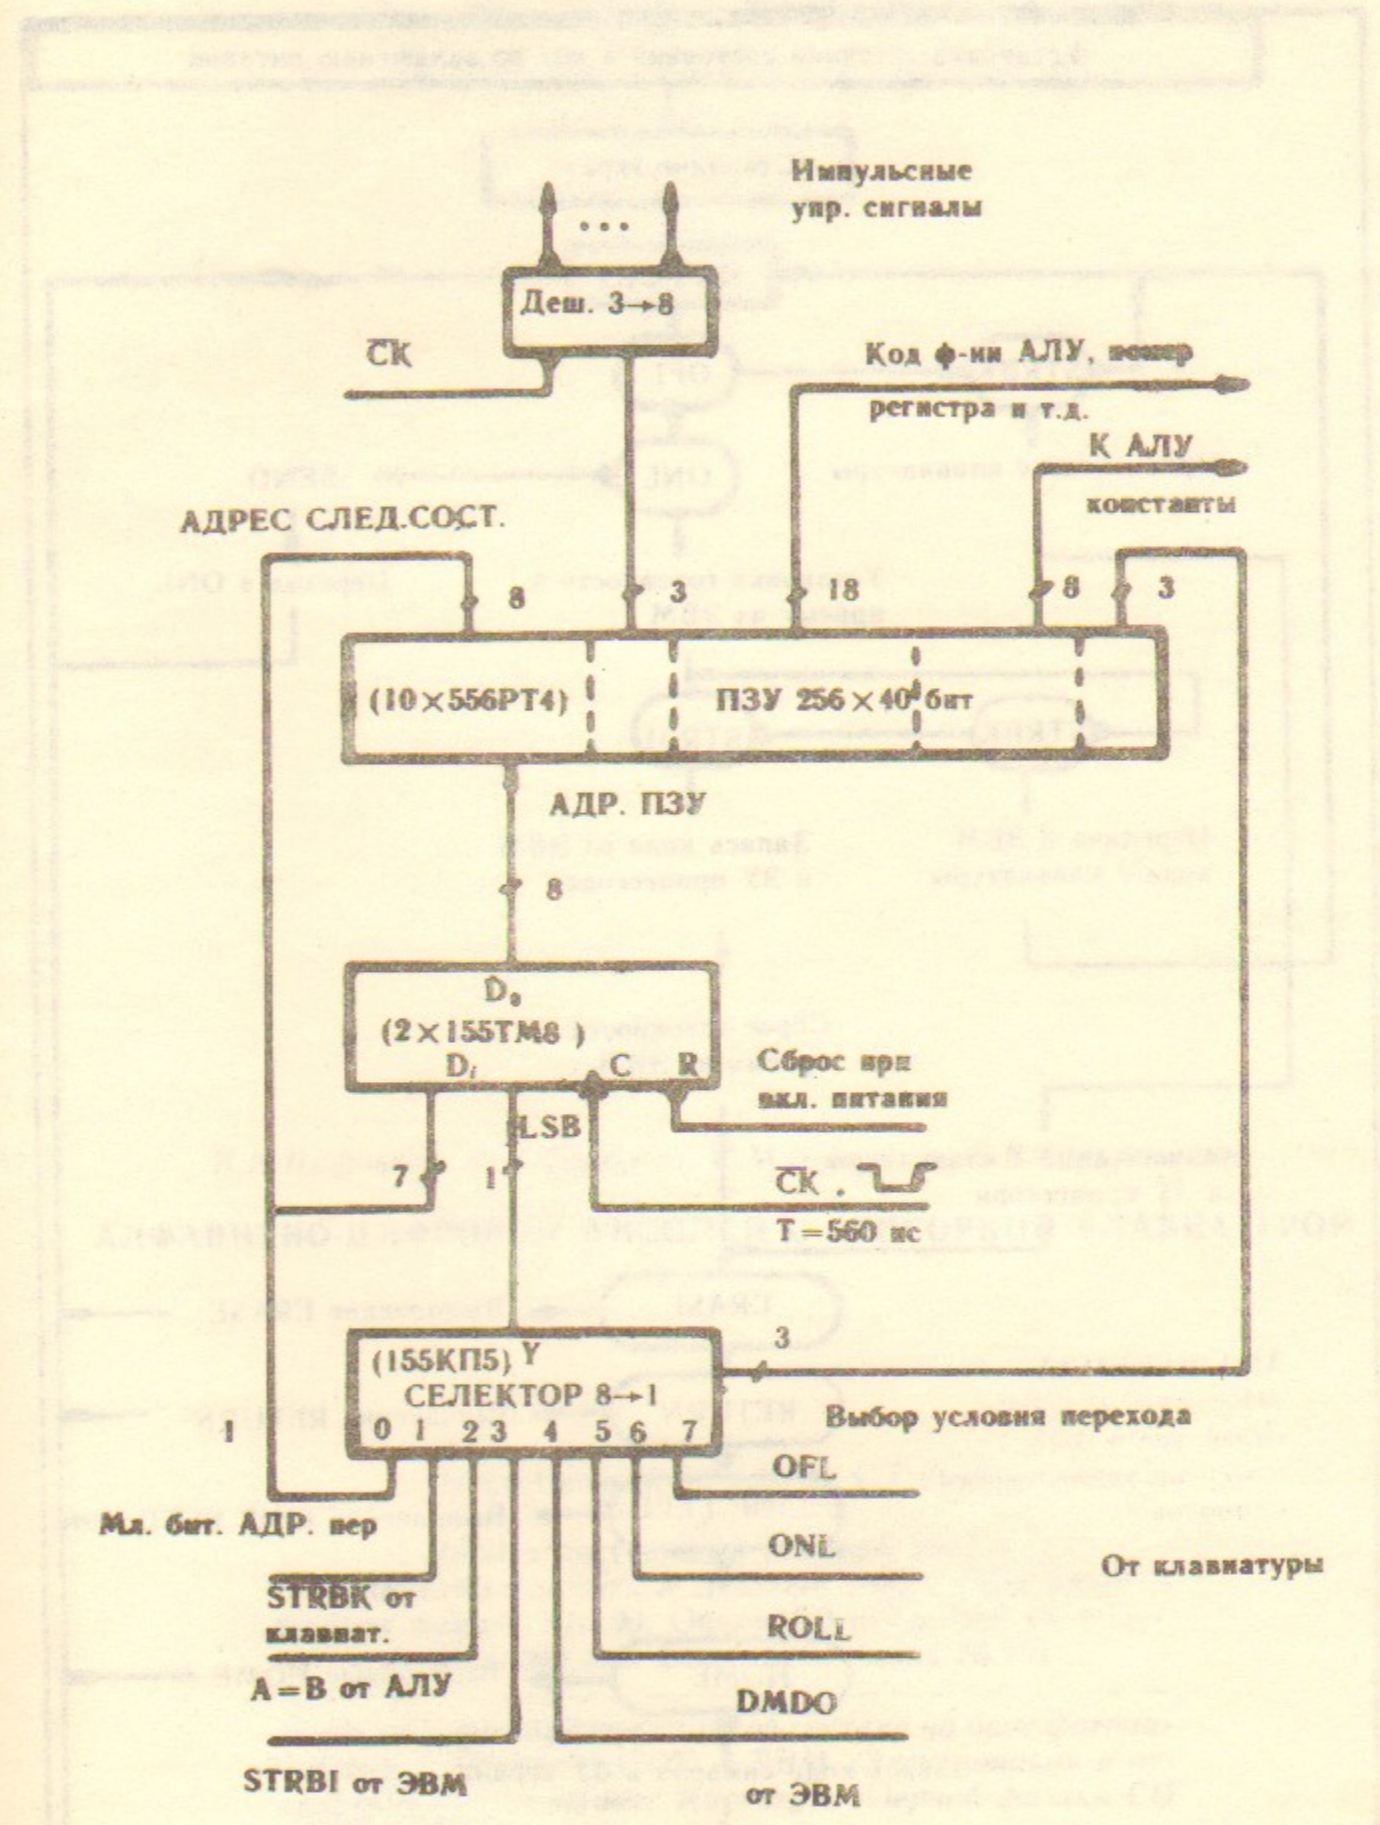 Импульсные
упр. сигналы
Деш. 3→8
C̅K̅
Код ф-ии АЛУ, номер
регистра и т.д.
К АЛУ
константы
АДРЕС СЛЕД.СОСТ.
8
3
18
8
3
(10×556РТ4)
ПЗУ 256×40 бит
АДР. ПЗУ
8
D₀
(2×155ТМ8 )
Dᵢ
C
R
Сброс при
вкл. питания
LSB
7
1
C̅K̅
T=560 нс
(155КП5) Y
СЕЛЕКТОР 8→1
0 1 2 3 4 5 6 7
3
1
Выбор условия перехода
OFL
Мл. бит. АДР. пер
ONL
От клавиатуры
STRBK от
клавиат.
ROLL
A=B от АЛУ
DMDO
STRBI от ЭВМ
от ЭВМ